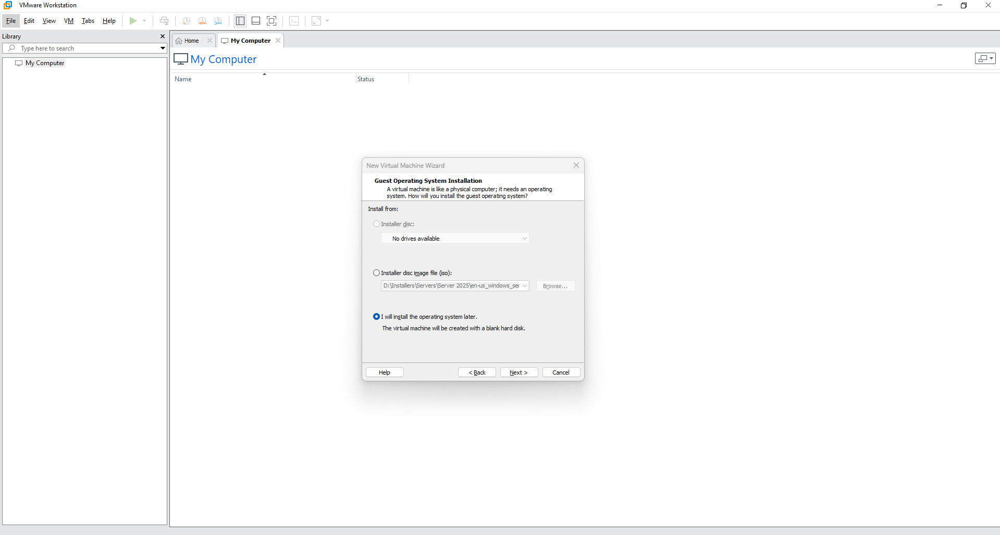 VMware Workstation
File Edit View VM Tabs Help
Library
Type here to search
My Computer
Home
My Computer
My Computer
Name
Status
New Virtual Machine Wizard
Guest Operating System Installation
A virtual machine is like a physical computer; it needs an operating
system. How will you install the guest operating system?
Install from:
Installer disc:
No drives available
Installer disc image file (iso):
D:\Installers\Servers\Server 2025\en-us_windows_ser
Browse...
I will install the operating system later.
The virtual machine will be created with a blank hard disk.
Help
< Back
Next >
Cancel